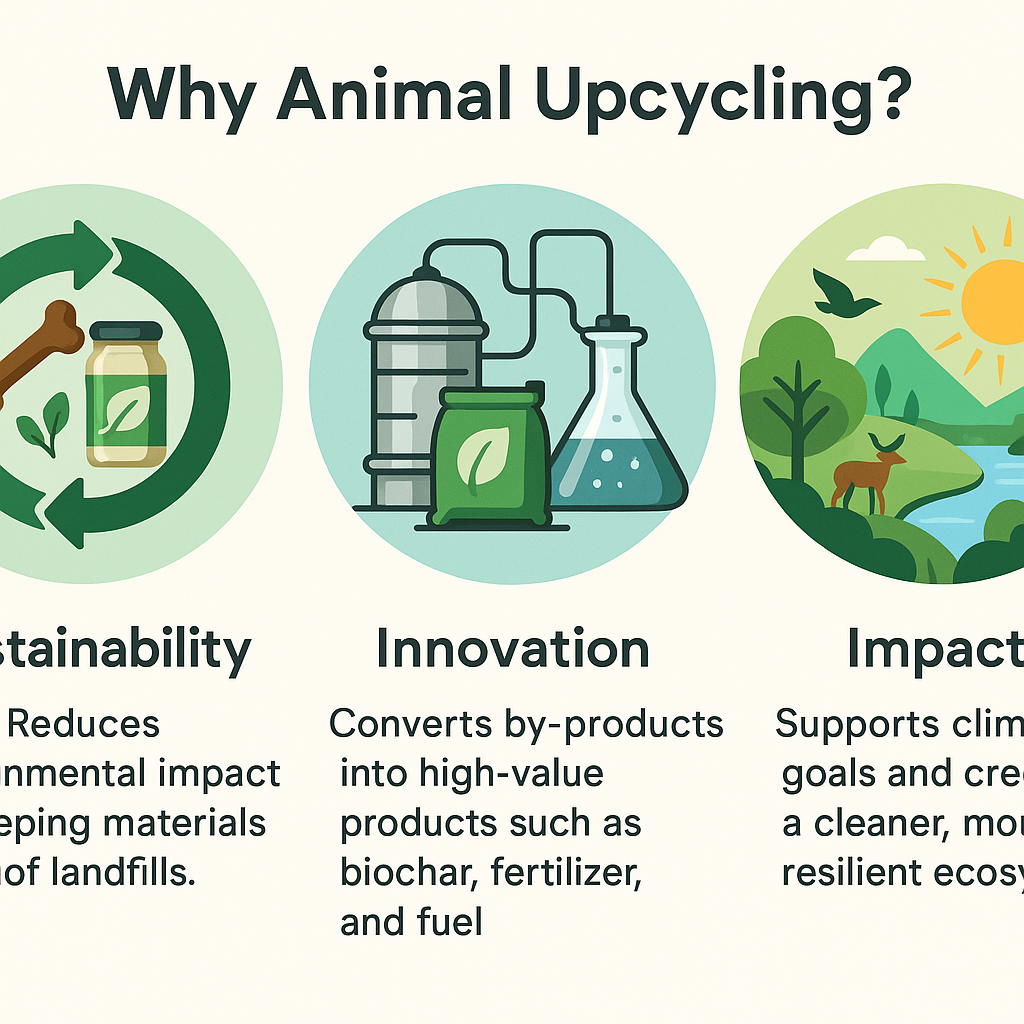 Why Animal Upcycling?
stainability
Reduces
nmental impact
eping materials
of landfills.
Innovation
Converts by-products
into high-value
products such as
biochar, fertilizer,
and fuel
Impact
Supports clim
goals and cre
a cleaner, mo
resilient ecosy